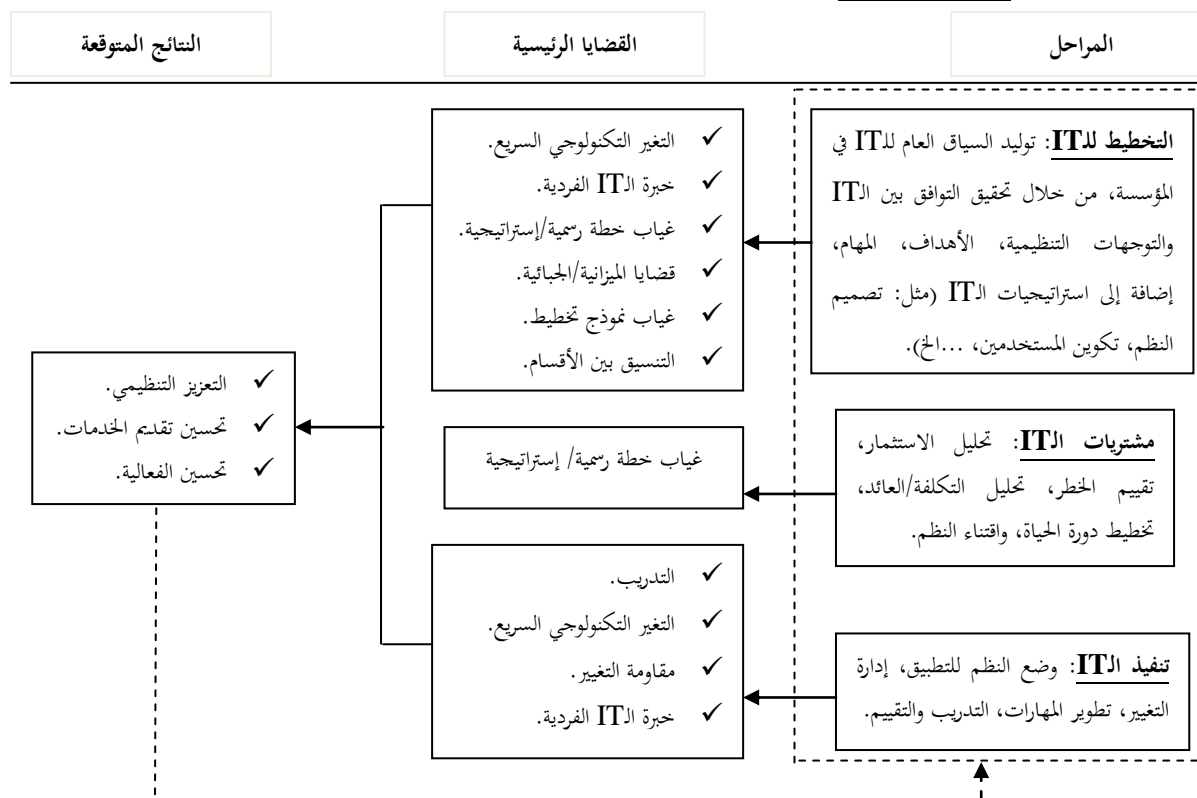 المراحل
القضايا الرئيسية
النتائج المتوقعة
التخطيط للـIT: توليد السياق العام للـIT في
المؤسسة، من خلال تحقيق التوافق بين الـIT
والتوجهات التنظيمية، الأهداف، المهام،
إضافة إلى استراتيجيات الـIT (مثل: تصميم
النظم، تكوين المستخدمين، ...الخ).
مشتريات الـIT: تحليل الاستثمار،
تقييم الخطر، تحليل التكلفة/العائد،
تخطيط دورة الحياة، واقتناء النظم.
تنفيذ الـIT: وضع النظم للتطبيق، إدارة
التغيير، تطوير المهارات، التدريب والتقييم.
✓ التغير التكنولوجي السريع.
✓ خبرة الـIT الفردية.
✓ غياب خطة رسمية/إستراتيجية.
✓ قضايا الميزانية/الجبائية.
✓ غياب نموذج تخطيط.
✓ التنسيق بين الأقسام.
غياب خطة رسمية/ إستراتيجية
✓ التدريب.
✓ التغير التكنولوجي السريع.
✓ مقاومة التغيير.
✓ خبرة الـIT الفردية.
✓ التعزيز التنظيمي.
✓ تحسين تقديم الخدمات.
✓ تحسين الفعالية.